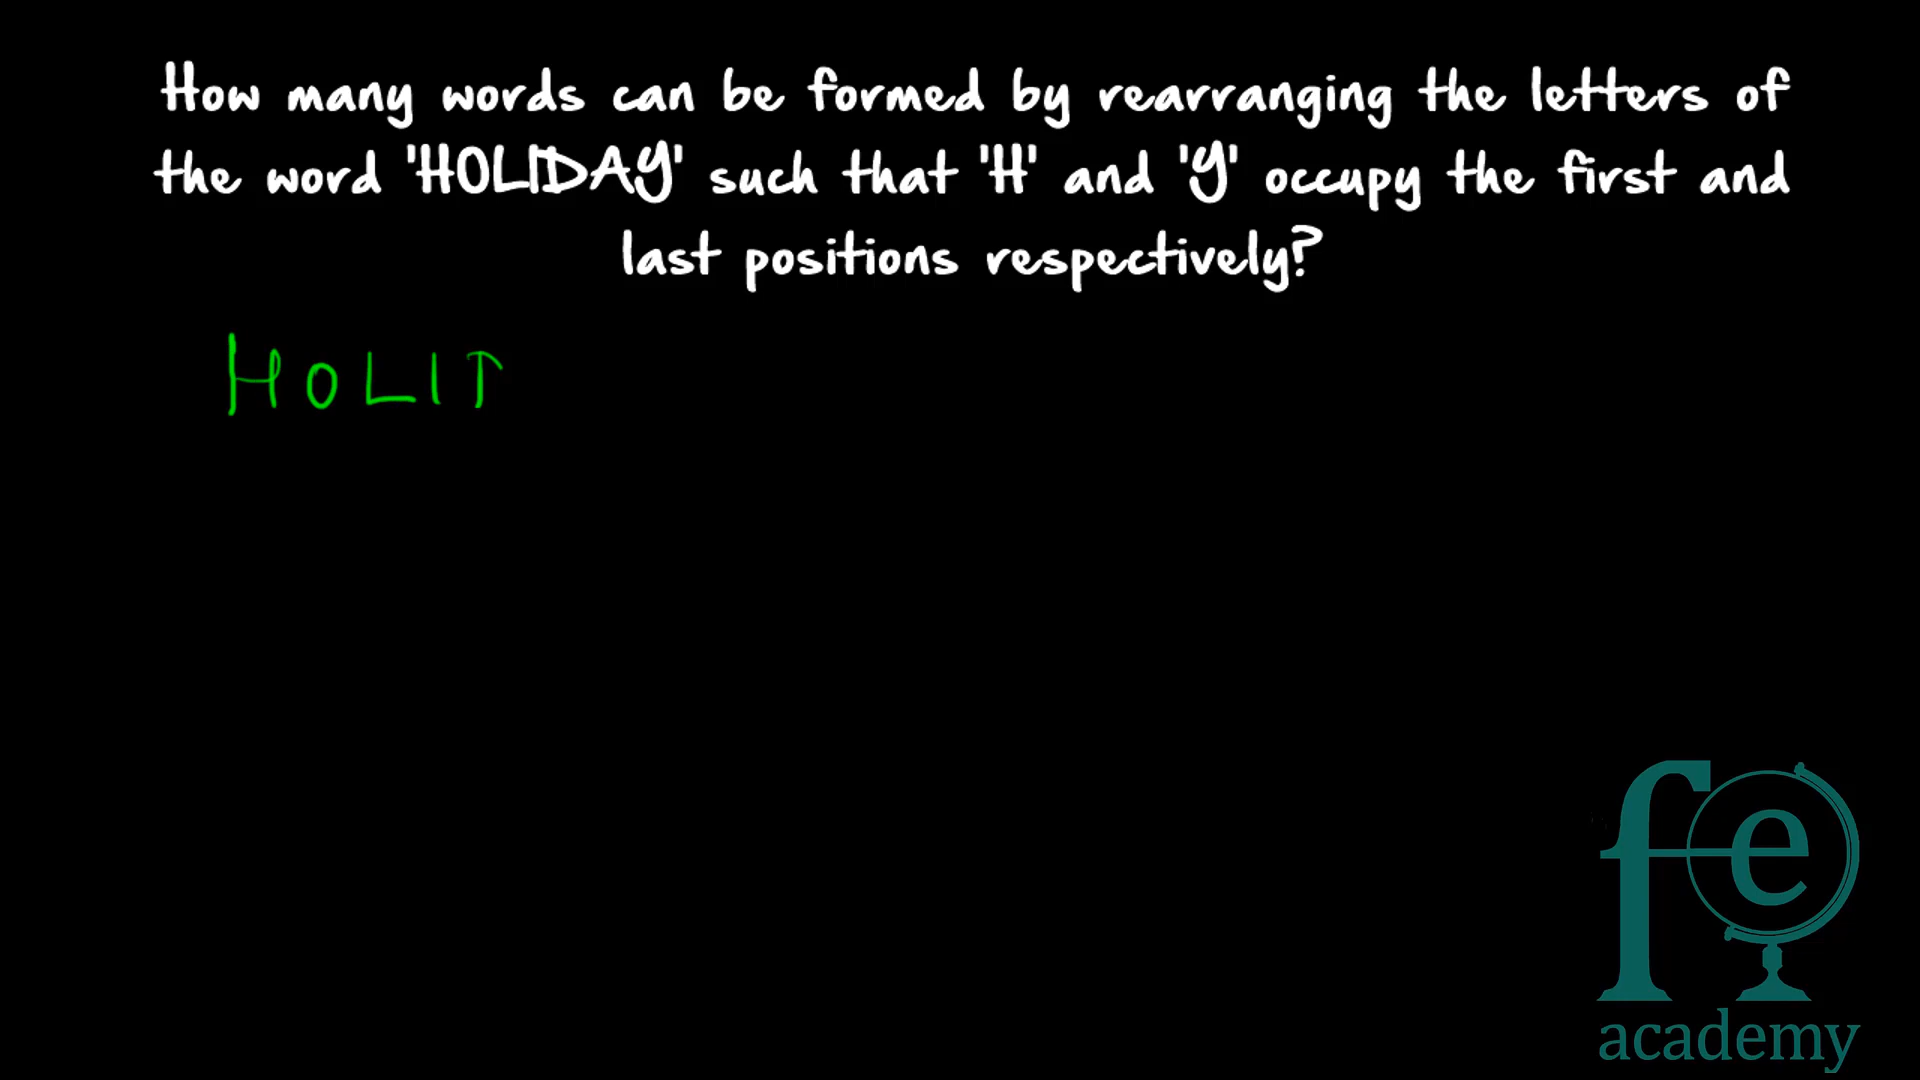 How many words can be formed by rearranging the letters of
the word 'HOLIDAY' such that 'H' and 'Y' occupy the first and
last positions respectively?
HOLI
fe
academy